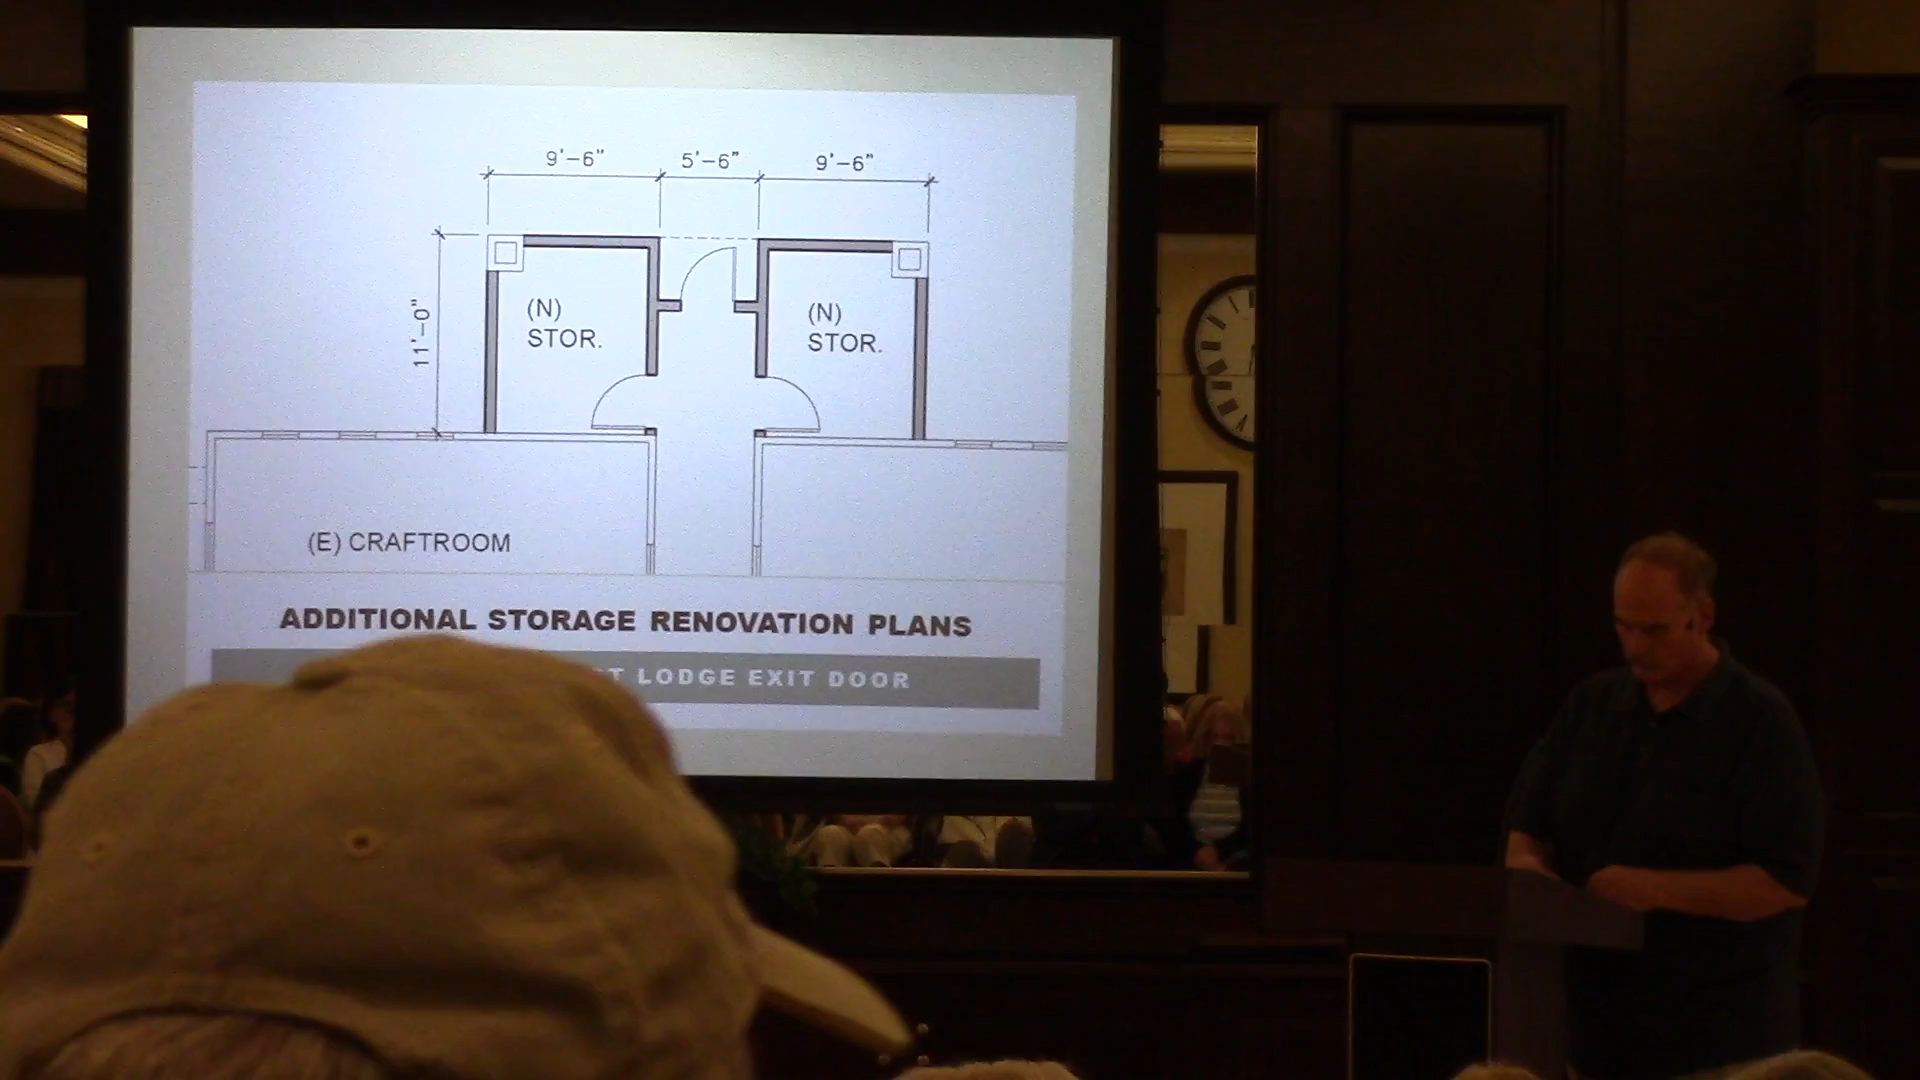 9'-6" 5'-6" 9'-6"
11'-0"
(N)
STOR.
(N)
STOR.
(E) CRAFTROOM
ADDITIONAL STORAGE RENOVATION PLANS
LODGE EXIT DOOR